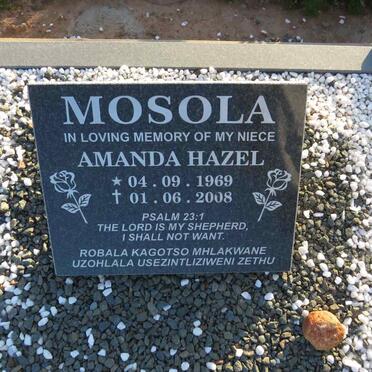 MOSOLA
IN LOVING MEMORY OF MY NIECE
AMANDA HAZEL
★ 04 . 09 . 1969
✝ 01 . 06 . 2008
PSALM 23:1
THE LORD IS MY SHEPHERD,
I SHALL NOT WANT.
ROBALA KAGOTSO MHLAKWANE
UZOHLALA USEZINTLIZIWENI ZETHU